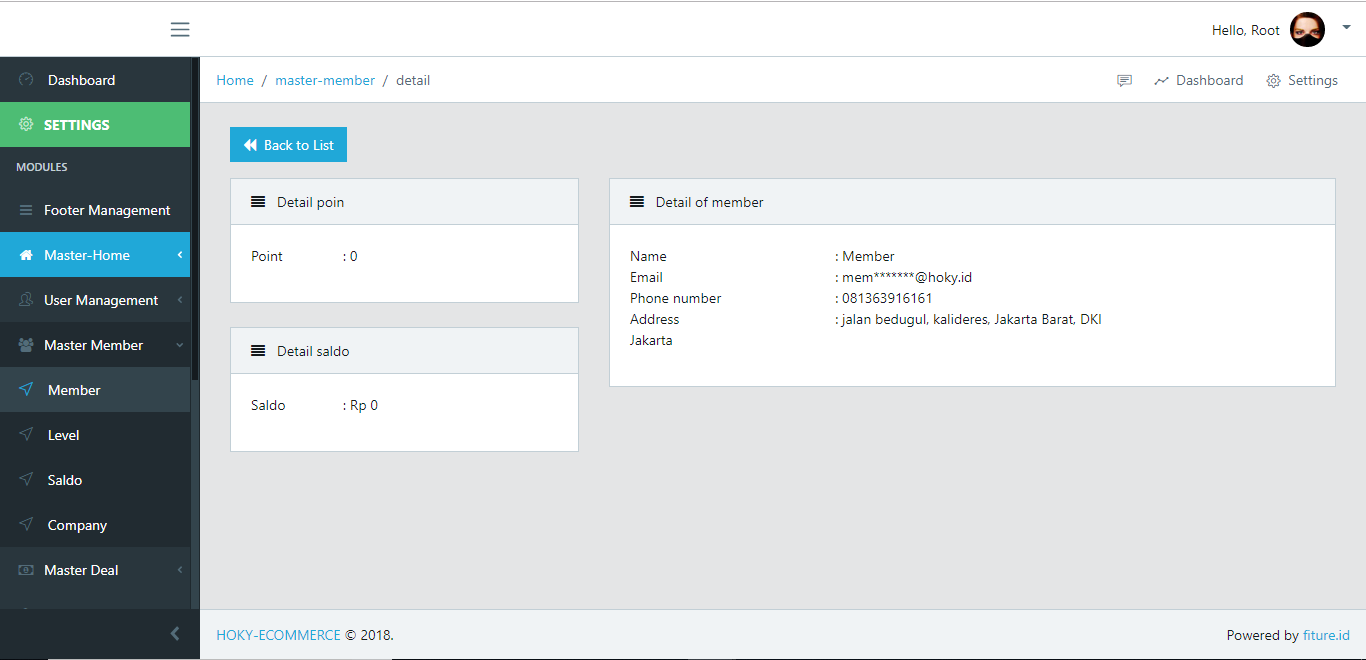 Hello, Root
Dashboard
SETTINGS
MODULES
Footer Management
Master-Home
User Management
Master Member
Member
Level
Saldo
Company
Master Deal
Home / master-member / detail
Dashboard
Settings
Back to List
Detail poin
Point : 0
Detail saldo
Saldo : Rp 0
Detail of member
Name : Member
Email : mem*******@hoky.id
Phone number : 081363916161
Address : jalan bedugul, kalideres, Jakarta Barat, DKI
Jakarta
HOKY-ECOMMERCE © 2018.
Powered by fiture.id